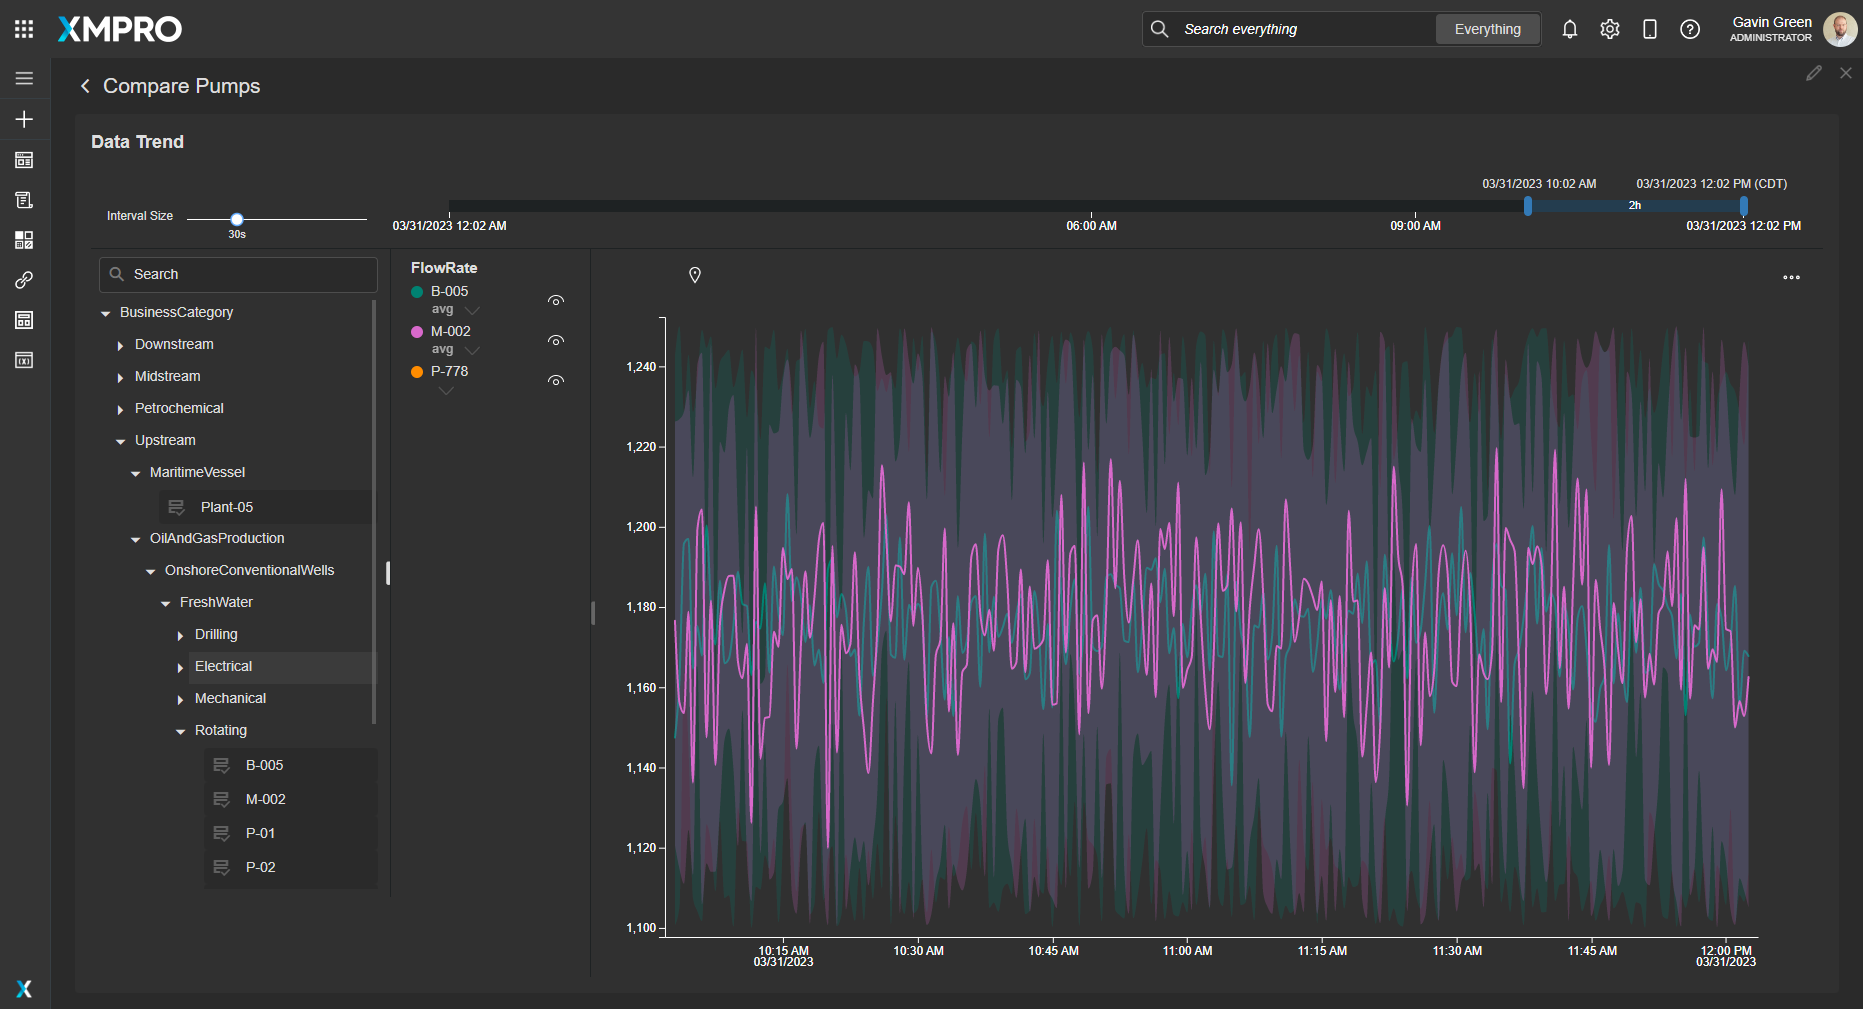 XMPRO
Search everything
Everything
Gavin Green
ADMINISTRATOR
Compare Pumps
Data Trend
03/31/2023 10:02 AM
03/31/2023 12:02 PM (CDT)
Interval Size
30s
2h
03/31/2023 12:02 AM
06:00 AM
09:00 AM
03/31/2023 12:02 PM
Search
BusinessCategory
Downstream
Midstream
Petrochemical
Upstream
MaritimeVessel
Plant-05
OilAndGasProduction
OnshoreConventionalWells
FreshWater
Drilling
Electrical
Mechanical
Rotating
B-005
M-002
P-01
P-02
FlowRate
B-005
avg
M-002
avg
P-778
1,240
1,220
1,200
1,180
1,160
1,140
1,120
1,100
10:15 AM
03/31/2023
10:30 AM
10:45 AM
11:00 AM
11:15 AM
11:30 AM
11:45 AM
12:00 PM
03/31/2023